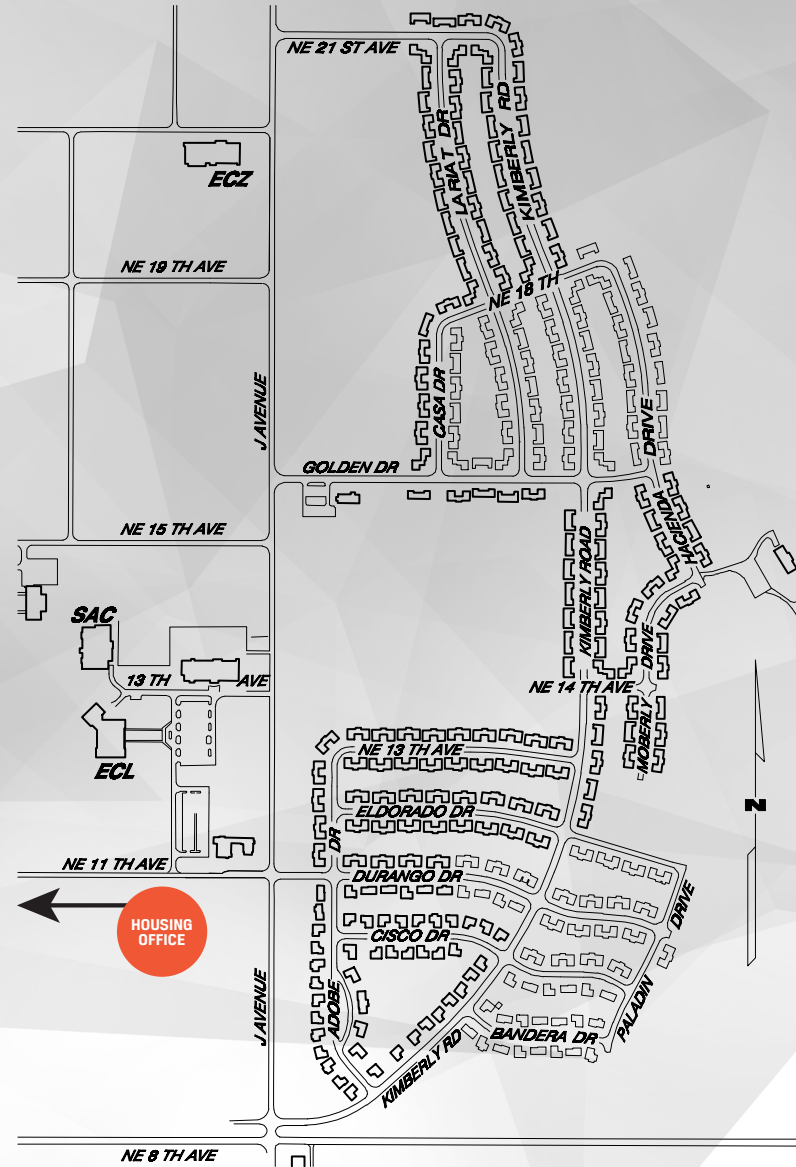 NE 21 ST AVE
LARIAT DR
KIMBERLY RD
ECZ
NE 19 TH AVE
NE 18 TH
J AVENUE
CASA DR
DRIVE
GOLDEN DR
HACIENDA
NE 15 TH AVE
KIMBERLY ROAD
SAC
13 TH AVE
DRIVE
NE 14 TH AVE
MOBERLY
ECL
NE 13 TH AVE
N
ELDORADO DR
DR
NE 11 TH AVE
DURANGO DR
HOUSING
OFFICE
DRIVE
CISCO DR
J AVENUE
ADOBE
PALADIN
BANDERA DR
KIMBERLY RD
NE 8 TH AVE